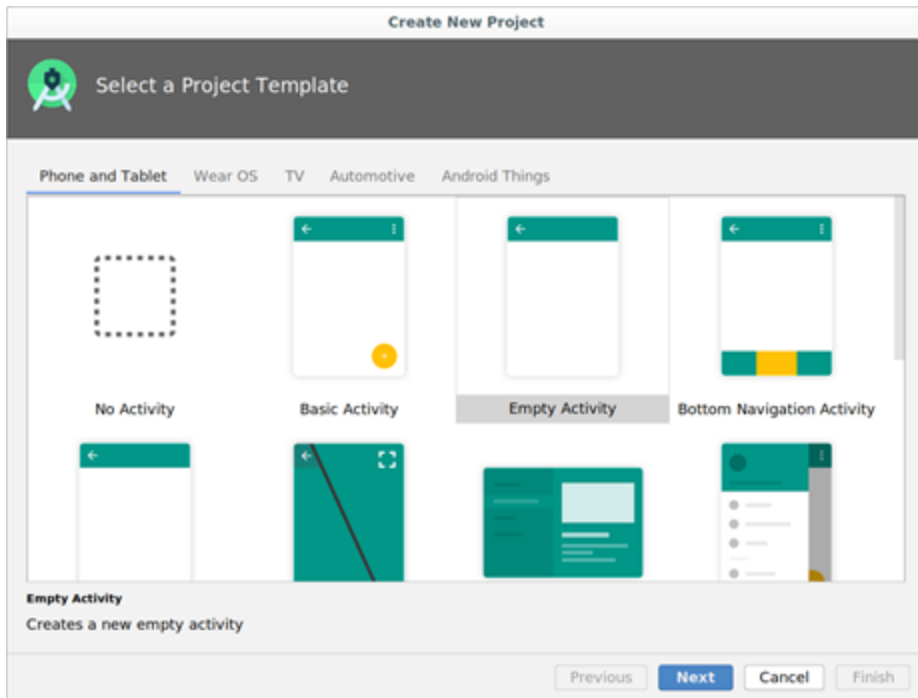 Create New Project
Select a Project Template
Phone and Tablet Wear OS TV Automotive Android Things
No Activity Basic Activity Empty Activity Bottom Navigation Activity
Empty Activity
Creates a new empty activity
Previous Next Cancel Finish